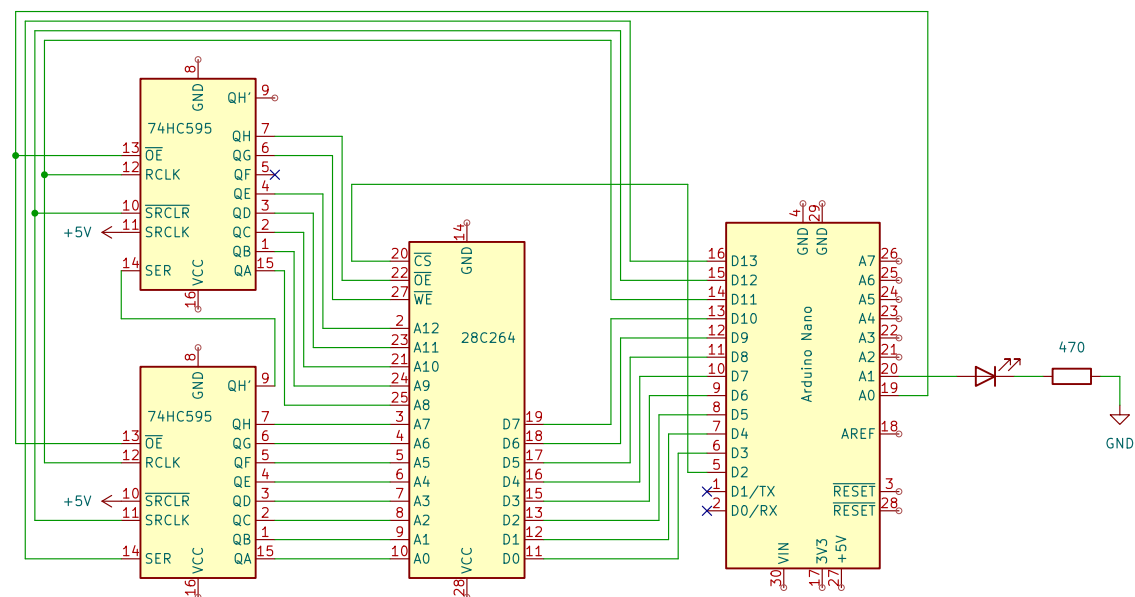 8
GND
QH' 9
74HC595
QH 7
13 OE QG 6
12 RCLK QF 5
QE 4
10 SRCLR QD 3
+5V 11 SRCLK QC 2
QB 1
14 SER QA 15
VCC
16
8
GND
QH' 9
74HC595
QH 7
13 OE QG 6
12 RCLK QF 5
QE 4
+5V 10 SRCLR QD 3
11 SRCLK QC 2
QB 1
14 SER QA 15
VCC
16
14
GND
20 CS
22 OE
27 WE
28C264
2 A12
23 A11
21 A10
24 A9
25 A8
3 A7 D7 19
4 A6 D6 18
5 A5 D5 17
6 A4 D4 16
7 A3 D3 15
8 A2 D2 13
9 A1 D1 12
10 A0 D0 11
VCC
28
4 29
GND GND
16 D13 A7 26
15 D12 A6 25
14 D11 A5 24
13 D10 A4 23
12 D9 A3 22
11 D8 A2 21
10 D7 A1 20
9 D6 A0 19
8 D5
7 D4 AREF 18
6 D3
5 D2
1 D1/TX RESET 3
2 D0/RX RESET 28
Arduino Nano
VIN 3V3 +5V
30 17 27
470
GND